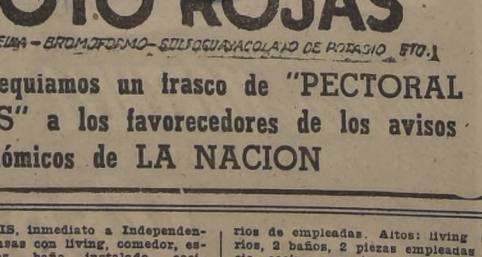 OTO ROJAS
BROMOFORMO - SULFOGUAYACOLATO DE POTASIO ETC.)
equiamos un frasco de "PECTORAL
S" a los favorecedores de los avisos
ómicos de LA NACION
IS, inmediato a Independen-
asas con living, comedor, es-
baño instalado
rios de empleadas. Altos: living
rios, 2 baños, 2 piezas empleadas